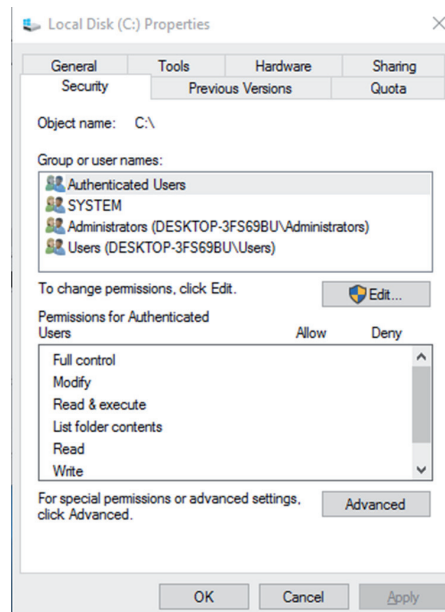 Local Disk (C:) Properties
General Tools Hardware Sharing
Security Previous Versions Quota
Object name: C:\
Group or user names:
Authenticated Users
SYSTEM
Administrators (DESKTOP-3FS69BU\Administrators)
Users (DESKTOP-3FS69BU\Users)
To change permissions, click Edit.
Edit...
Permissions for Authenticated
Users Allow Deny
Full control
Modify
Read & execute
List folder contents
Read
Write
For special permissions or advanced settings,
click Advanced.
Advanced
OK Cancel Apply